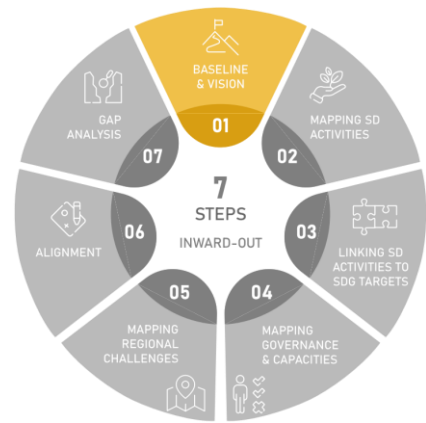 BASELINE
& VISION
01
MAPPING SD
ACTIVITIES
02
LINKING SD
ACTIVITIES TO
SDG TARGETS
03
MAPPING
GOVERNANCE
& CAPACITIES
04
MAPPING
REGIONAL
CHALLENGES
05
ALIGNMENT
06
GAP
ANALYSIS
07
7
STEPS
INWARD-OUT